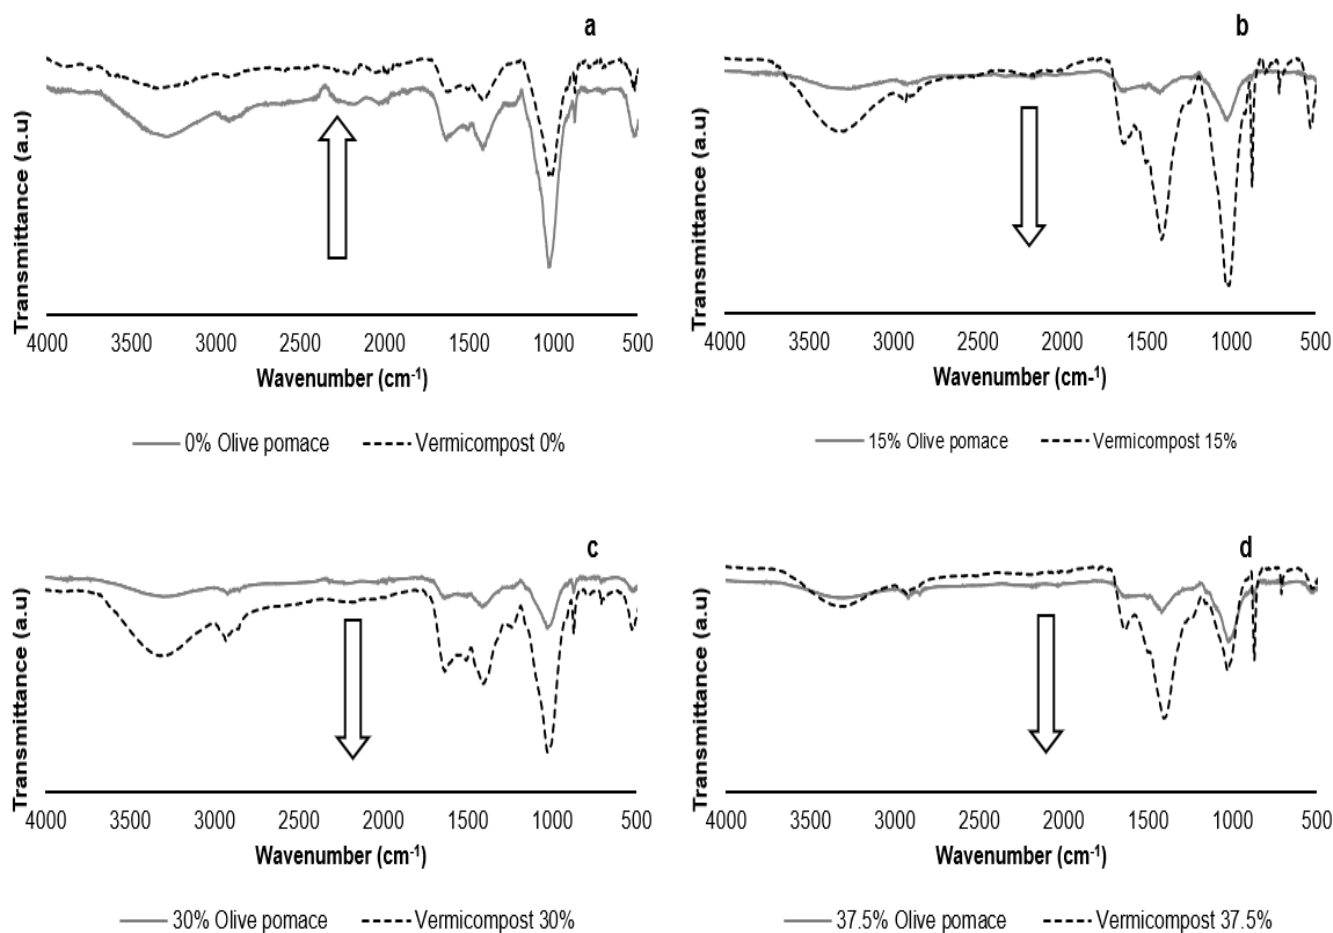 a
Transmittance (a.u)
4000 3500 3000 2500 2000 1500 1000 500
Wavenumber (cm-1)
0% Olive pomace Vermicompost 0%
b
Transmittance (a.u)
4000 3500 3000 2500 2000 1500 1000 500
Wavenumber (cm-1)
15% Olive pomace Vermicompost 15%
c
Transmittance (a.u)
4000 3500 3000 2500 2000 1500 1000 500
Wavenumber (cm-1)
30% Olive pomace Vermicompost 30%
d
Transmittance (a.u)
4000 3500 3000 2500 2000 1500 1000 500
Wavenumber (cm-1)
37.5% Olive pomace Vermicompost 37.5%